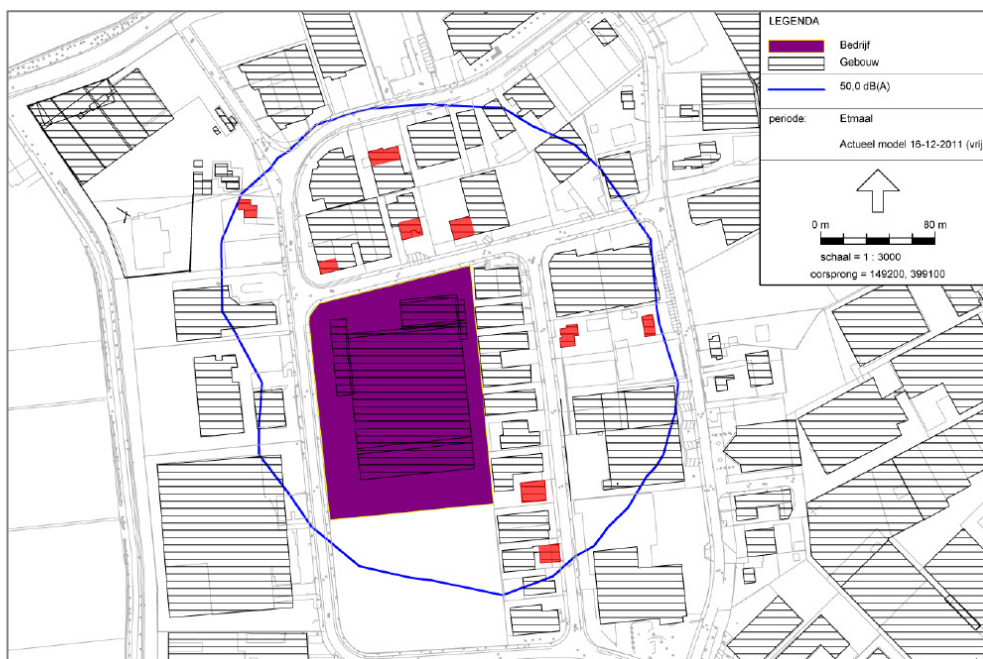 LEGENDA
Bedrijf
Gebouw
50,0 dB(A)
periode: Etmaal
Actueel model 16-12-2011 (vrij
0 m 80 m
schaal = 1 : 3000
oorsprong = 149200, 399100